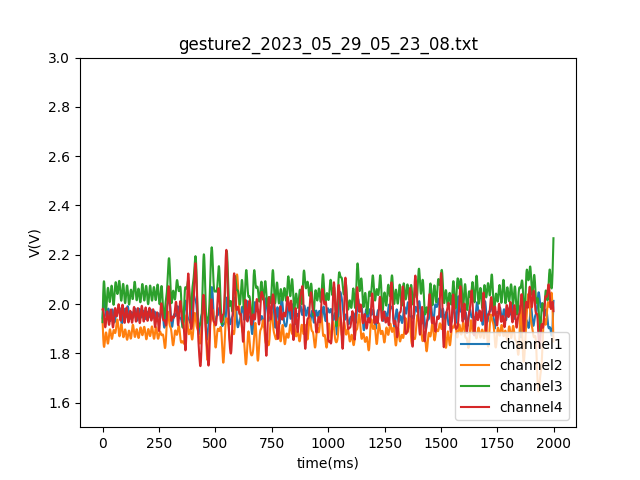 gesture2_2023_05_29_05_23_08.txt
3.0
2.8
2.6
2.4
2.2
2.0
1.8
1.6
V(V)
channel1
channel2
channel3
channel4
0 250 500 750 1000 1250 1500 1750 2000
time(ms)